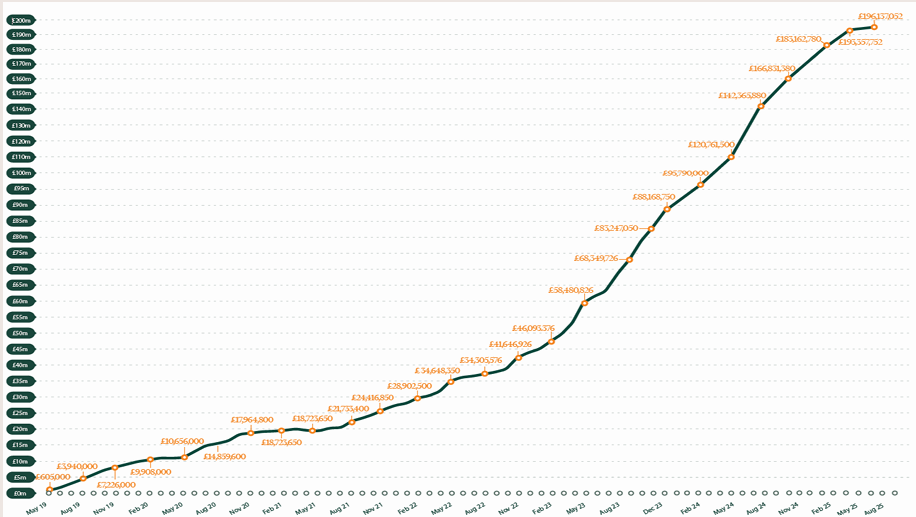 £200m
£190m
£180m
£170m
£160m
£150m
£140m
£130m
£120m
£110m
£100m
£95m
£90m
£85m
£80m
£75m
£70m
£65m
£60m
£55m
£50m
£45m
£40m
£35m
£30m
£25m
£20m
£15m
£10m
£5m
£0m
£605,000
£3,940,000
£7,226,000
£9,908,000
£10,656,000
£14,859,600
£17,964,800
£18,723,650
£18,723,650
£21,733,400
£24,416,850
£28,902,500
£34,648,350
£34,305,576
£41,646,926
£46,093,376
£58,480,826
£68,349,726
£83,247,050
£88,168,750
£95,790,000
£120,761,500
£142,365,880
£166,831,380
£183,162,780
£193,357,752
£196,137,052
May 19
Aug 19
Nov 19
Feb 20
May 20
Aug 20
Nov 20
Feb 21
May 21
Aug 21
Nov 21
Feb 22
May 22
Aug 22
Nov 22
Feb 23
May 23
Aug 23
Dec 23
Feb 24
May 24
Aug 24
Nov 24
Feb 25
May 25
Aug 25